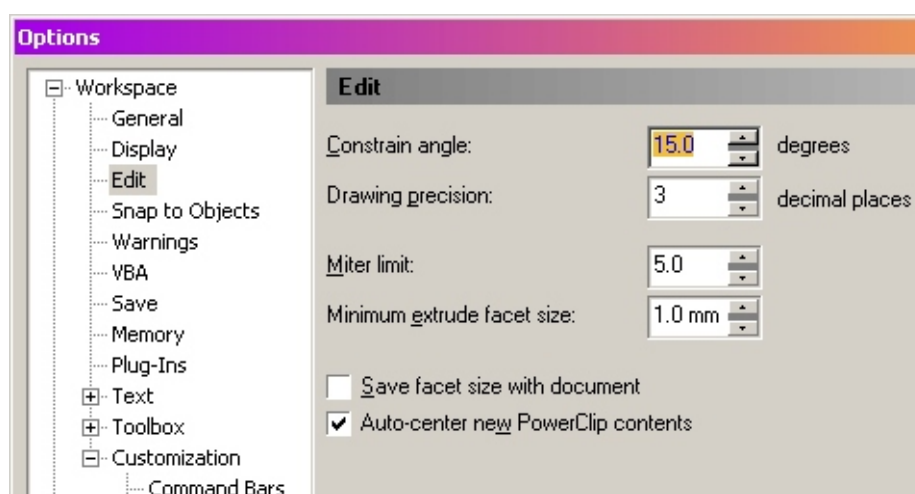 Options
Workspace
General
Display
Edit
Snap to Objects
Warnings
VBA
Save
Memory
Plug-Ins
Text
Toolbox
Customization
Command Bars
Edit
Constrain angle: 15.0 degrees
Drawing precision: 3 decimal places
Miter limit: 5.0
Minimum extrude facet size: 1.0 mm
Save facet size with document
Auto-center new PowerClip contents